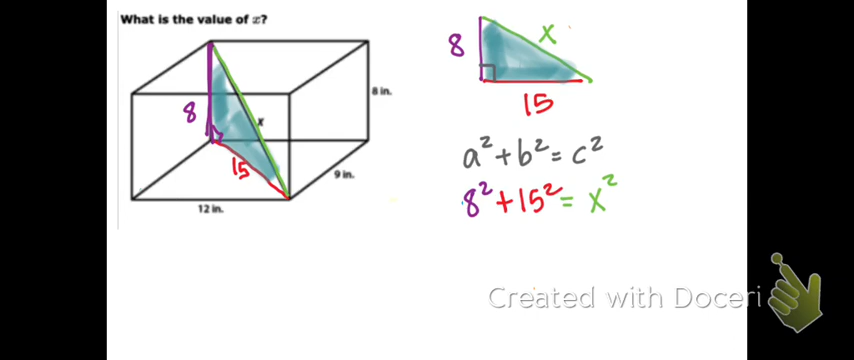 What is the value of x?
8
x
8 in.
8
x
15
15
9 in.
12 in.
a² + b² = c²
8² + 15² = x²
Created with Doceri